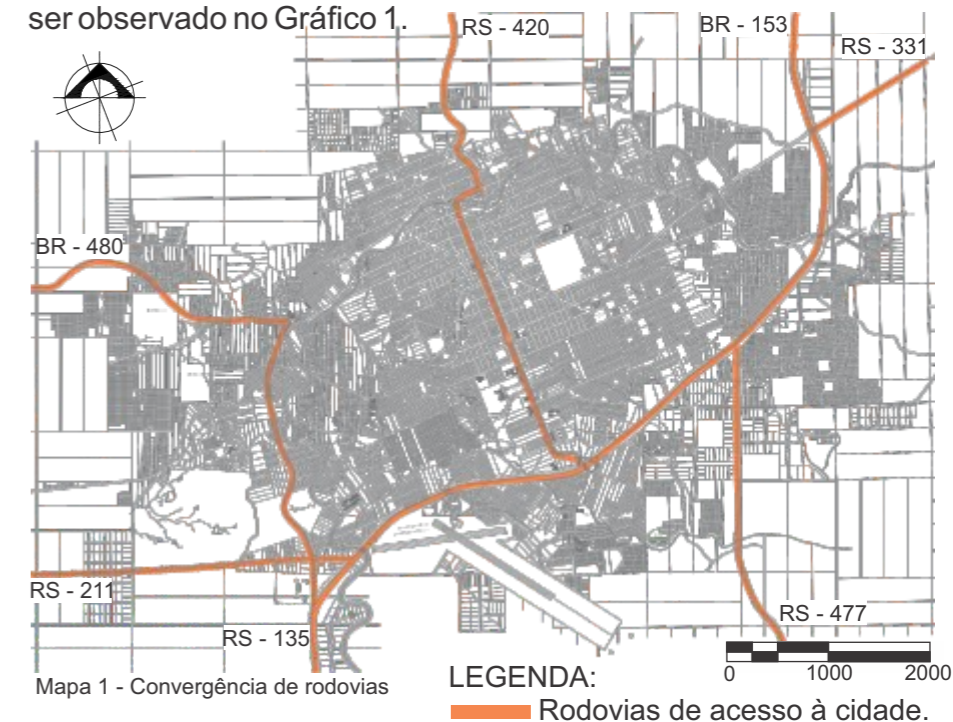 ser observado no Gráfico 1.
RS - 420
BR - 153
RS - 331
BR - 480
RS - 211
RS - 135
RS - 477
0 1000 2000
Mapa 1 - Convergência de rodovias
LEGENDA:
Rodovias de acesso à cidade.